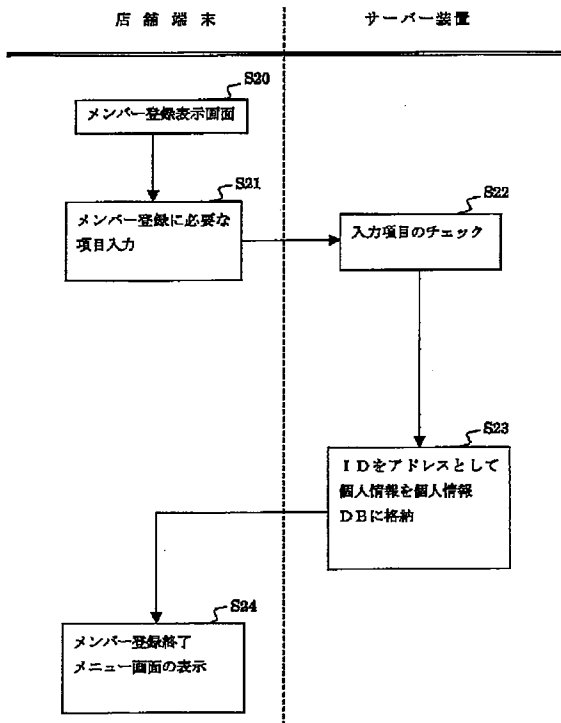 店 舗 端 末
サーバー装置
S20
メンバー登録表示画面
S21
メンバー登録に必要な
項目入力
S22
入力項目のチェック
S23
ＩＤをアドレスとして
個人情報を個人情報
ＤＢに格納
S24
メンバー登録終了
メニュー画面の表示